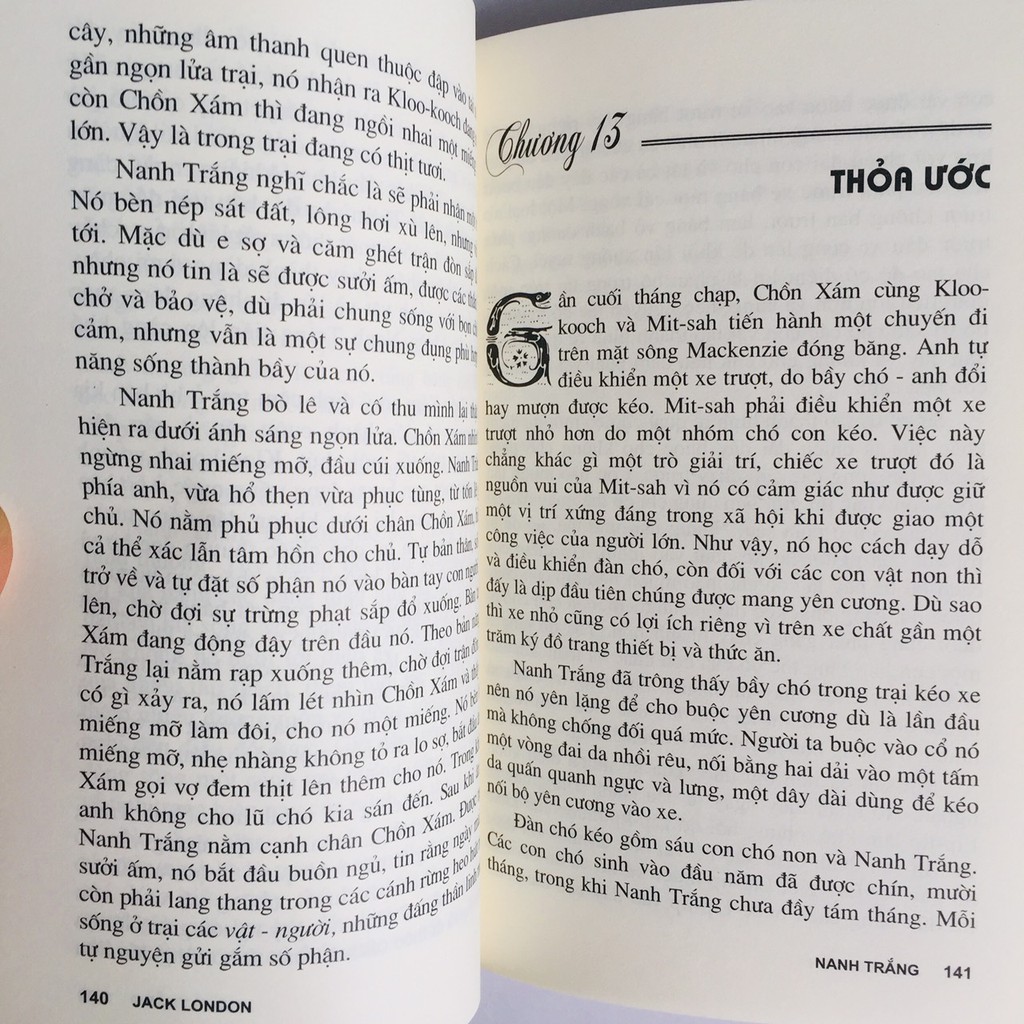 cây, những âm thanh quen thuộc đập vào
gần ngọn lửa trại, nó nhận ra Kloo-kooch
còn Chồn Xám thì đang ngồi nhai một miếng
lớn. Vậy là trong trại đang có thịt tươi.
Nanh Trắng nghĩ chắc là sẽ phải nhận
Nó bèn nép sát đất, lông hơi xù lên, nhưng
tới. Mặc dù e sợ và căm ghét trận đòn sắp
nhưng nó tin là sẽ được sưởi ấm, được các
chở và bảo vệ, dù phải chung sống với bọn
cảm, nhưng vẫn là một sự chung đụng phù
năng sống thành bầy của nó.
Nanh Trắng bò lê và cố thu mình lại
hiện ra dưới ánh sáng ngọn lửa. Chồn Xám
ngừng nhai miếng mỡ, đầu cúi xuống. Nanh
phía anh, vừa hổ thẹn vừa phục tùng, từ tốn
chủ. Nó nằm phủ phục dưới chân Chồn Xám,
cả thể xác lẫn tâm hồn cho chủ. Tự bản thân,
trở về và tự đặt số phận nó vào bàn tay con người
lên, chờ đợi sự trừng phạt sắp đổ xuống. Bàn
Xám đang động đậy trên đầu nó. Theo bản năng
Trắng lại nằm rạp xuống thêm, chờ đợi trận
có gì xảy ra, nó lấm lét nhìn Chồn Xám và
miếng mỡ làm đôi, cho nó một miếng. Nó
miếng mỡ, nhẹ nhàng không tỏ ra lo sợ, bắt đầu
Xám gọi vợ đem thịt lên thêm cho nó. Trong
anh không cho lũ chó kia sán đến. Sau khi
Nanh Trắng nằm cạnh chân Chồn Xám. Được
sưởi ấm, nó bắt đầu buồn ngủ, tin rằng ngày
còn phải lang thang trong các cánh rừng heo
sống ở trại các vật - người, những đấng thần linh
tự nguyện gửi gắm số phận.
140 JACK LONDON
Chương 13
THỎA ƯỚC
Gần cuối tháng chạp, Chồn Xám cùng Kloo-
kooch và Mit-sah tiến hành một chuyến đi
trên mặt sông Mackenzie đóng băng. Anh tự
điều khiển một xe trượt, do bầy chó - anh đổi
hay mượn được kéo. Mit-sah phải điều khiển một xe
trượt nhỏ hơn do một nhóm chó con kéo. Việc này
chẳng khác gì một trò giải trí, chiếc xe trượt đó là
nguồn vui của Mit-sah vì nó có cảm giác như được giữ
một vị trí xứng đáng trong xã hội khi được giao một
công việc của người lớn. Như vậy, nó học cách dạy dỗ
và điều khiển đàn chó, còn đối với các con vật non thì
đấy là dịp đầu tiên chúng được mang yên cương. Dù sao
thì xe nhỏ cũng có lợi ích riêng vì trên xe chất gần một
trăm ký đồ trang thiết bị và thức ăn.
Nanh Trắng đã trông thấy bầy chó trong trại kéo xe
nên nó yên lặng để cho buộc yên cương dù là lần đầu
mà không chống đối quá mức. Người ta buộc vào cổ nó
một vòng đai da nhồi rêu, nối bằng hai dải vào một tấm
da quấn quanh ngực và lưng, một dây dài dùng để kéo
nối bộ yên cương vào xe.
Đàn chó kéo gồm sáu con chó non và Nanh Trắng.
Các con chó sinh vào đầu năm đã được chín, mười
tháng, trong khi Nanh Trắng chưa đầy tám tháng. Mỗi
NANH TRẮNG 141